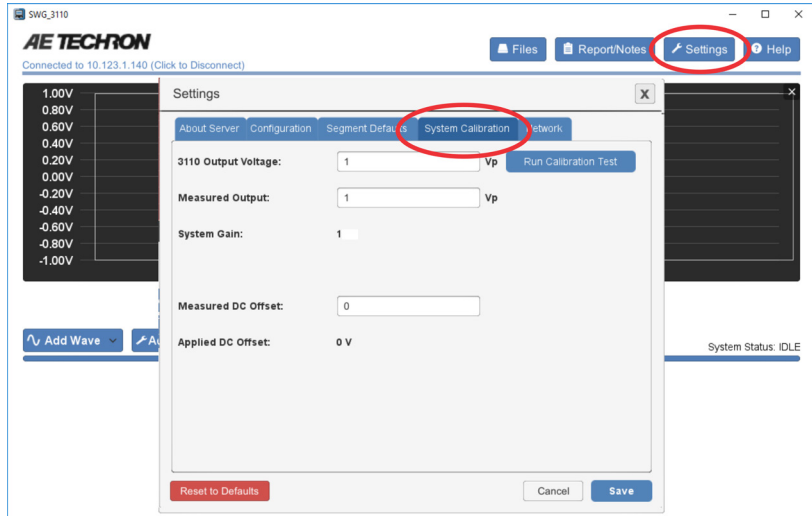 SWG_3110
AE TECHRON
Connected to 10.123.1.140 (Click to Disconnect)
Files
Report/Notes
Settings
Help
1.00V
0.80V
0.60V
0.40V
0.20V
0.00V
-0.20V
-0.40V
-0.60V
-0.80V
-1.00V
Settings
X
About Server Configuration Segment Defaults System Calibration Network
3110 Output Voltage: 1 Vp Run Calibration Test
Measured Output: 1 Vp
System Gain: 1
Measured DC Offset: 0
Applied DC Offset: 0 V
Reset to Defaults Cancel Save
Add Wave
System Status: IDLE